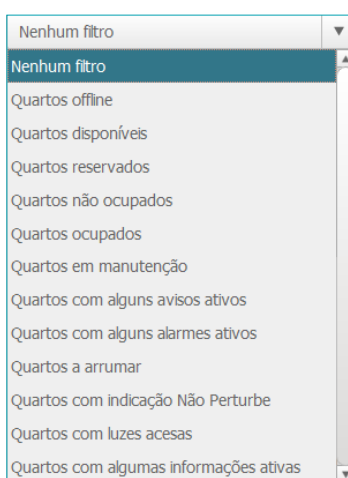 Nenhum filtro
Nenhum filtro
Quartos offline
Quartos disponíveis
Quartos reservados
Quartos não ocupados
Quartos ocupados
Quartos em manutenção
Quartos com alguns avisos ativos
Quartos com alguns alarmes ativos
Quartos a arrumar
Quartos com indicação Não Perturbe
Quartos com luzes acesas
Quartos com algumas informações ativas